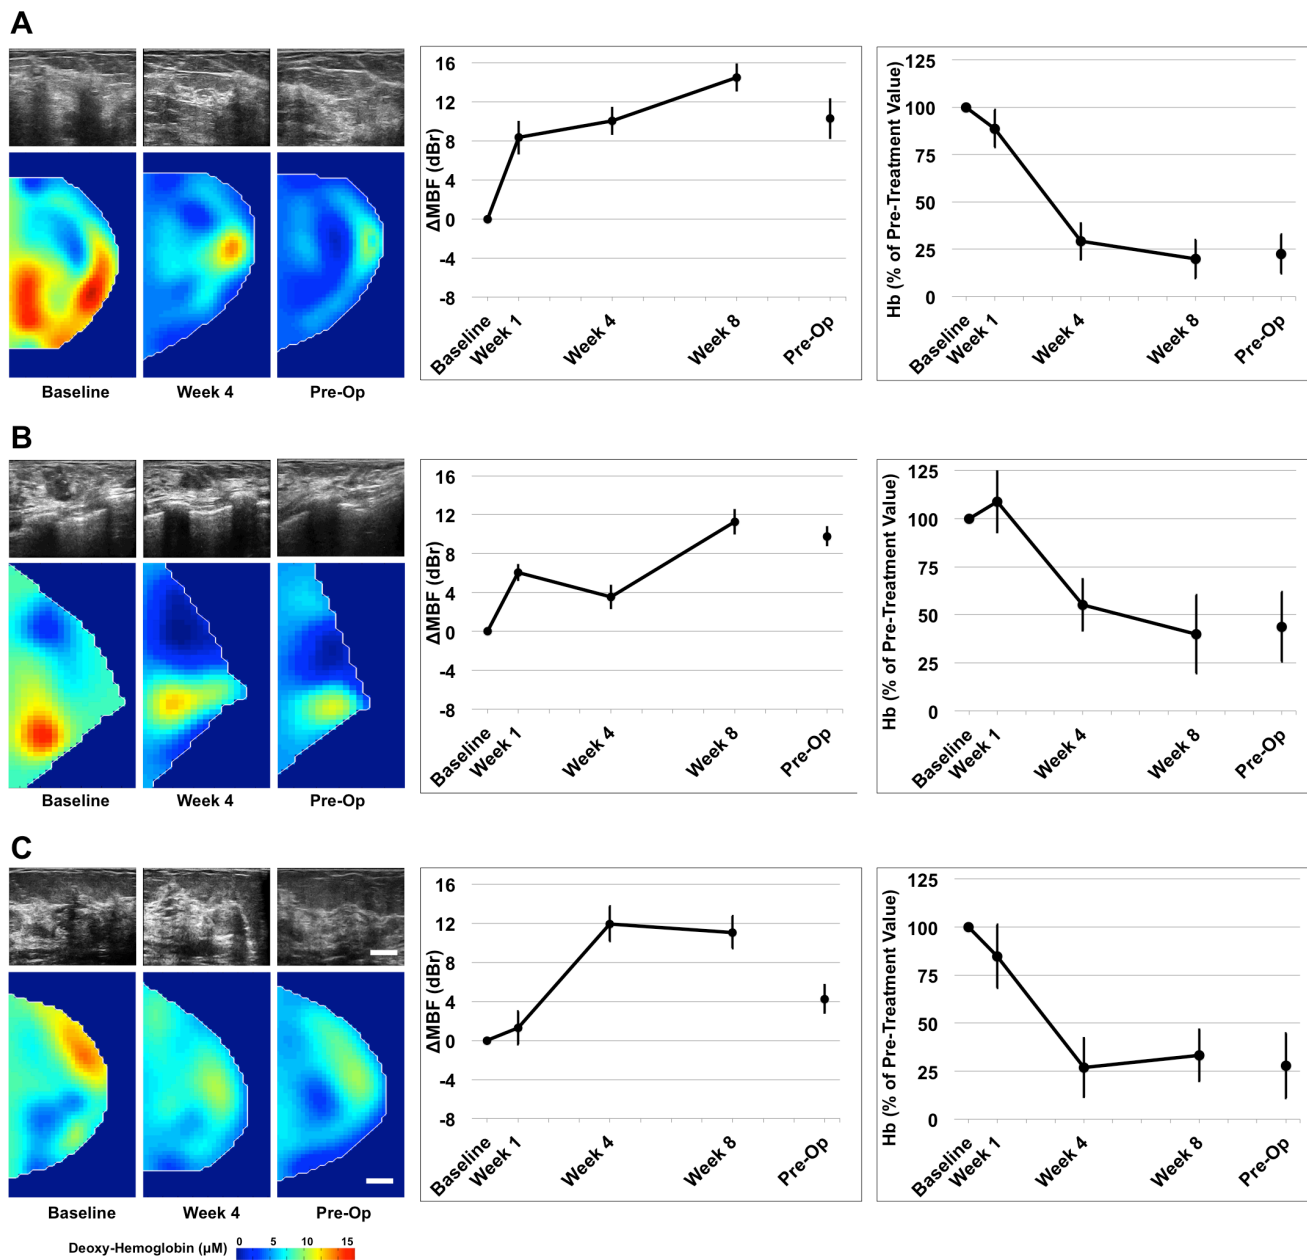 A
16
12
8
4
0
-4
-8
ΔMBF (dBr)
Baseline
Week 1
Week 4
Week 8
Pre-Op
125
100
75
50
25
0
Hb (% of Pre-Treatment Value)
Baseline
Week 1
Week 4
Week 8
Pre-Op
Baseline Week 4 Pre-Op
B
16
12
8
4
0
-4
-8
ΔMBF (dBr)
Baseline
Week 1
Week 4
Week 8
Pre-Op
125
100
75
50
25
0
Hb (% of Pre-Treatment Value)
Baseline
Week 1
Week 4
Week 8
Pre-Op
Baseline Week 4 Pre-Op
C
16
12
8
4
0
-4
-8
ΔMBF (dBr)
Baseline
Week 1
Week 4
Week 8
Pre-Op
125
100
75
50
25
0
Hb (% of Pre-Treatment Value)
Baseline
Week 1
Week 4
Week 8
Pre-Op
Baseline Week 4 Pre-Op
Deoxy-Hemoglobin (μM) 0 5 10 15